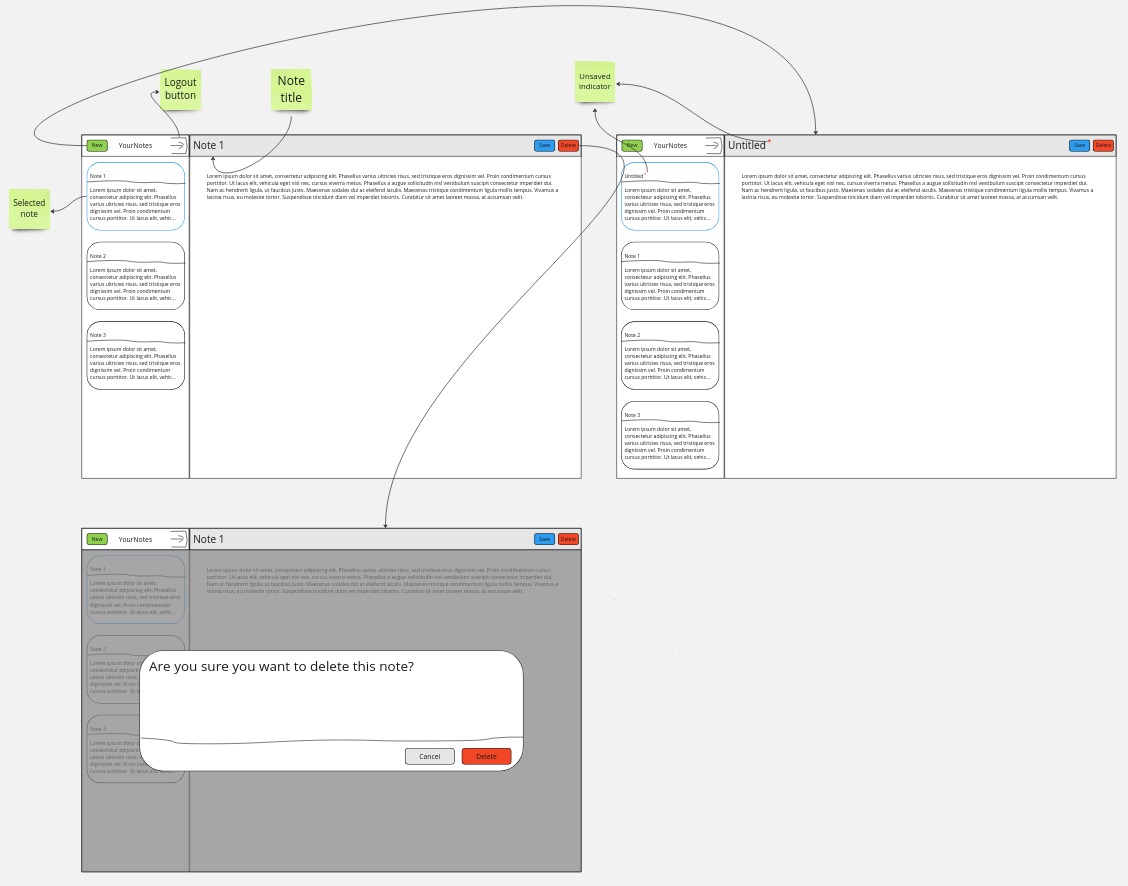 Logout
button
Note
title
Unsaved
indicator
Selected
note
New
YourNotes
Note 1
Save
Delete
Note 1
Lorem ipsum dolor sit amet,
consectetur adipiscing elit. Phasellus
varius ultricies risus, sed tristique eros
dignissim vel. Proin condimentum
cursus porttitor. Ut lacus elit, vehic...
Note 2
Lorem ipsum dolor sit amet,
consectetur adipiscing elit. Phasellus
varius ultricies risus, sed tristique eros
dignissim vel. Proin condimentum
cursus porttitor. Ut lacus elit, vehic...
Note 3
Lorem ipsum dolor sit amet,
consectetur adipiscing elit. Phasellus
varius ultricies risus, sed tristique eros
dignissim vel. Proin condimentum
cursus porttitor. Ut lacus elit, vehic...
Lorem ipsum dolor sit amet, consectetur adipiscing elit. Phasellus varius ultricies risus, sed tristique eros dignissim vel. Proin condimentum cursus
porttitor. Ut lacus elit, vehicula eget nisl nec, cursus viverra metus. Phasellus a augue sollicitudin nisl vestibulum suscipit consectetur imperdiet dui.
Nam ac hendrerit ligula, ut faucibus justo. Maecenas sodales dui ac eleifend iaculis. Maecenas tristique condimentum ligula mollis tempus. Vivamus a
lacinia risus, eu molestie tortor. Suspendisse tincidunt diam vel imperdiet lobortis. Curabitur sit amet laoreet massa, at accumsan velit.
New
YourNotes
Untitled*
Save
Delete
Untitled*
Lorem ipsum dolor sit amet,
consectetur adipiscing elit. Phasellus
varius ultricies risus, sed tristique eros
dignissim vel. Proin condimentum
cursus porttitor. Ut lacus elit, vehic...
Note 1
Lorem ipsum dolor sit amet,
consectetur adipiscing elit. Phasellus
varius ultricies risus, sed tristique eros
dignissim vel. Proin condimentum
cursus porttitor. Ut lacus elit, vehic...
Note 2
Lorem ipsum dolor sit amet,
consectetur adipiscing elit. Phasellus
varius ultricies risus, sed tristique eros
dignissim vel. Proin condimentum
cursus porttitor. Ut lacus elit, vehic...
Note 3
Lorem ipsum dolor sit amet,
consectetur adipiscing elit. Phasellus
varius ultricies risus, sed tristique eros
dignissim vel. Proin condimentum
cursus porttitor. Ut lacus elit, vehic...
Lorem ipsum dolor sit amet, consectetur adipiscing elit. Phasellus varius ultricies risus, sed tristique eros dignissim vel. Proin condimentum cursus
porttitor. Ut lacus elit, vehicula eget nisl nec, cursus viverra metus. Phasellus a augue sollicitudin nisl vestibulum suscipit consectetur imperdiet dui.
Nam ac hendrerit ligula, ut faucibus justo. Maecenas sodales dui ac eleifend iaculis. Maecenas tristique condimentum ligula mollis tempus. Vivamus a
lacinia risus, eu molestie tortor. Suspendisse tincidunt diam vel imperdiet lobortis. Curabitur sit amet laoreet massa, at accumsan velit.
New
YourNotes
Note 1
Save
Delete
Note 1
Lorem ipsum dolor sit amet,
consectetur adipiscing elit. Phasellus
varius ultricies risus, sed tristique eros
dignissim vel. Proin condimentum
cursus porttitor. Ut lacus elit, vehic...
Note 2
Lorem ipsum dolor si
consectetur adipiscin
varius ultricies risus,
dignissim vel. Proin
cursus porttitor. Ut l
Note 3
Lorem ipsum dolor si
consectetur adipiscin
varius ultricies risus,
dignissim vel. Proin
cursus porttitor. Ut lacus elit, vehic...
Lorem ipsum dolor sit amet, consectetur adipiscing elit. Phasellus varius ultricies risus, sed tristique eros dignissim vel. Proin condimentum cursus
porttitor. Ut lacus elit, vehicula eget nisl nec, cursus viverra metus. Phasellus a augue sollicitudin nisl vestibulum suscipit consectetur imperdiet dui.
Nam ac hendrerit ligula, ut faucibus justo. Maecenas sodales dui ac eleifend iaculis. Maecenas tristique condimentum ligula mollis tempus. Vivamus a
lacinia risus, eu molestie tortor. Suspendisse tincidunt diam vel imperdiet lobortis. Curabitur sit amet laoreet massa, at accumsan velit.
Are you sure you want to delete this note?
Cancel
Delete